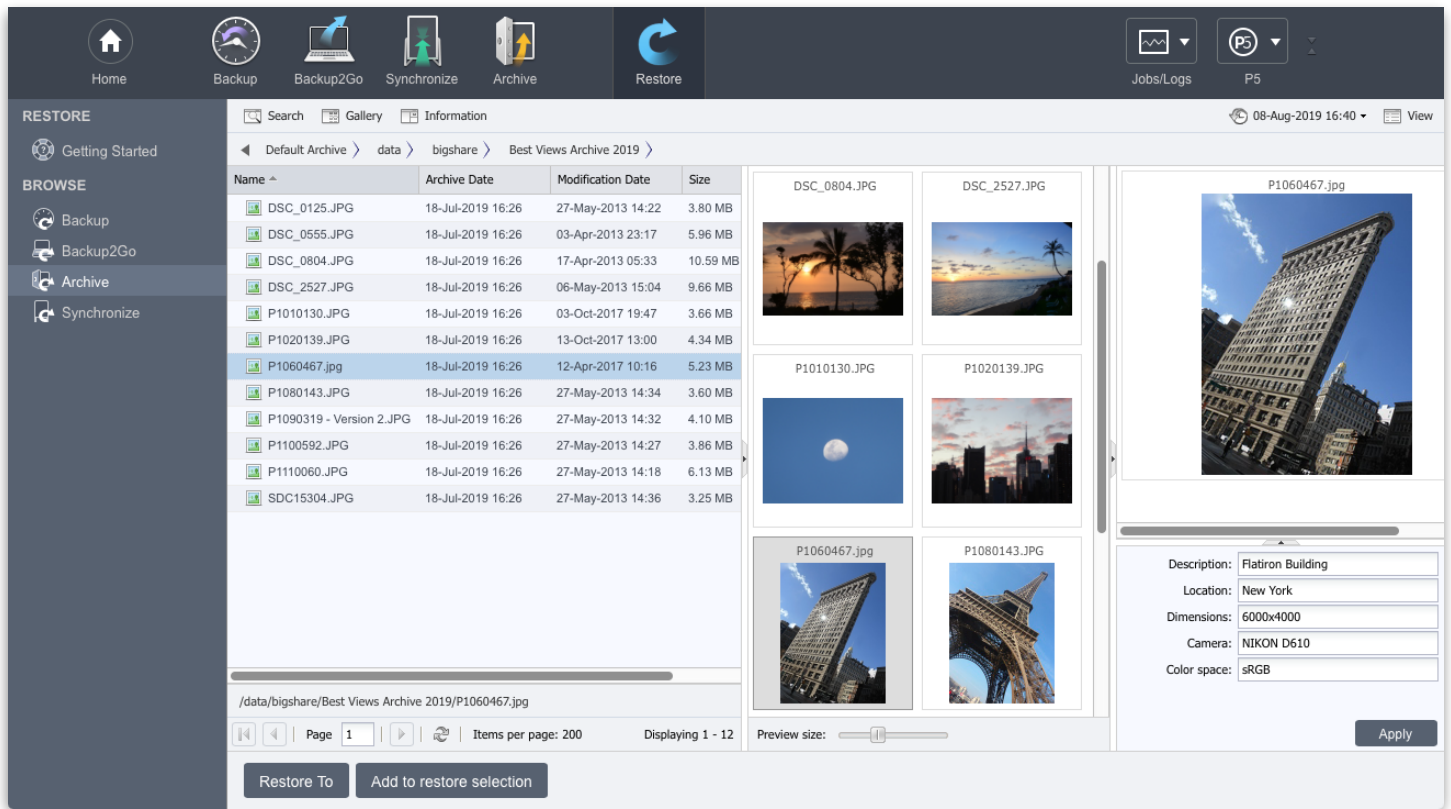 Home
Backup
Backup2Go
Synchronize
Archive
Restore
Jobs/Logs
P5
P5
RESTORE
Getting Started
BROWSE
Backup
Backup2Go
Archive
Synchronize
Search Gallery Information
08-Aug-2019 16:40 View
Default Archive data bigshare Best Views Archive 2019
Name Archive Date Modification Date Size
DSC_0125.JPG 18-Jul-2019 16:26 27-May-2013 14:22 3.80 MB
DSC_0555.JPG 18-Jul-2019 16:26 03-Apr-2013 23:17 5.96 MB
DSC_0804.JPG 18-Jul-2019 16:26 17-Apr-2013 05:33 10.59 MB
DSC_2527.JPG 18-Jul-2019 16:26 06-May-2013 15:04 9.66 MB
P1010130.JPG 18-Jul-2019 16:26 03-Oct-2017 19:47 3.66 MB
P1020139.JPG 18-Jul-2019 16:26 13-Oct-2017 13:00 4.34 MB
P1060467.jpg 18-Jul-2019 16:26 12-Apr-2017 10:16 5.23 MB
P1080143.JPG 18-Jul-2019 16:26 27-May-2013 14:34 3.60 MB
P1090319 - Version 2.JPG 18-Jul-2019 16:26 27-May-2013 14:32 4.10 MB
P1100592.JPG 18-Jul-2019 16:26 27-May-2013 14:27 3.86 MB
P1110060.JPG 18-Jul-2019 16:26 27-May-2013 14:18 6.13 MB
SDC15304.JPG 18-Jul-2019 16:26 27-May-2013 14:36 3.25 MB
/data/bigshare/Best Views Archive 2019/P1060467.jpg
Page 1 Items per page: 200 Displaying 1 - 12
DSC_0804.JPG DSC_2527.JPG
P1010130.JPG P1020139.JPG
P1060467.jpg P1080143.JPG
Preview size:
P1060467.jpg
Description: Flatiron Building
Location: New York
Dimensions: 6000x4000
Camera: NIKON D610
Color space: sRGB
Apply
Restore To Add to restore selection